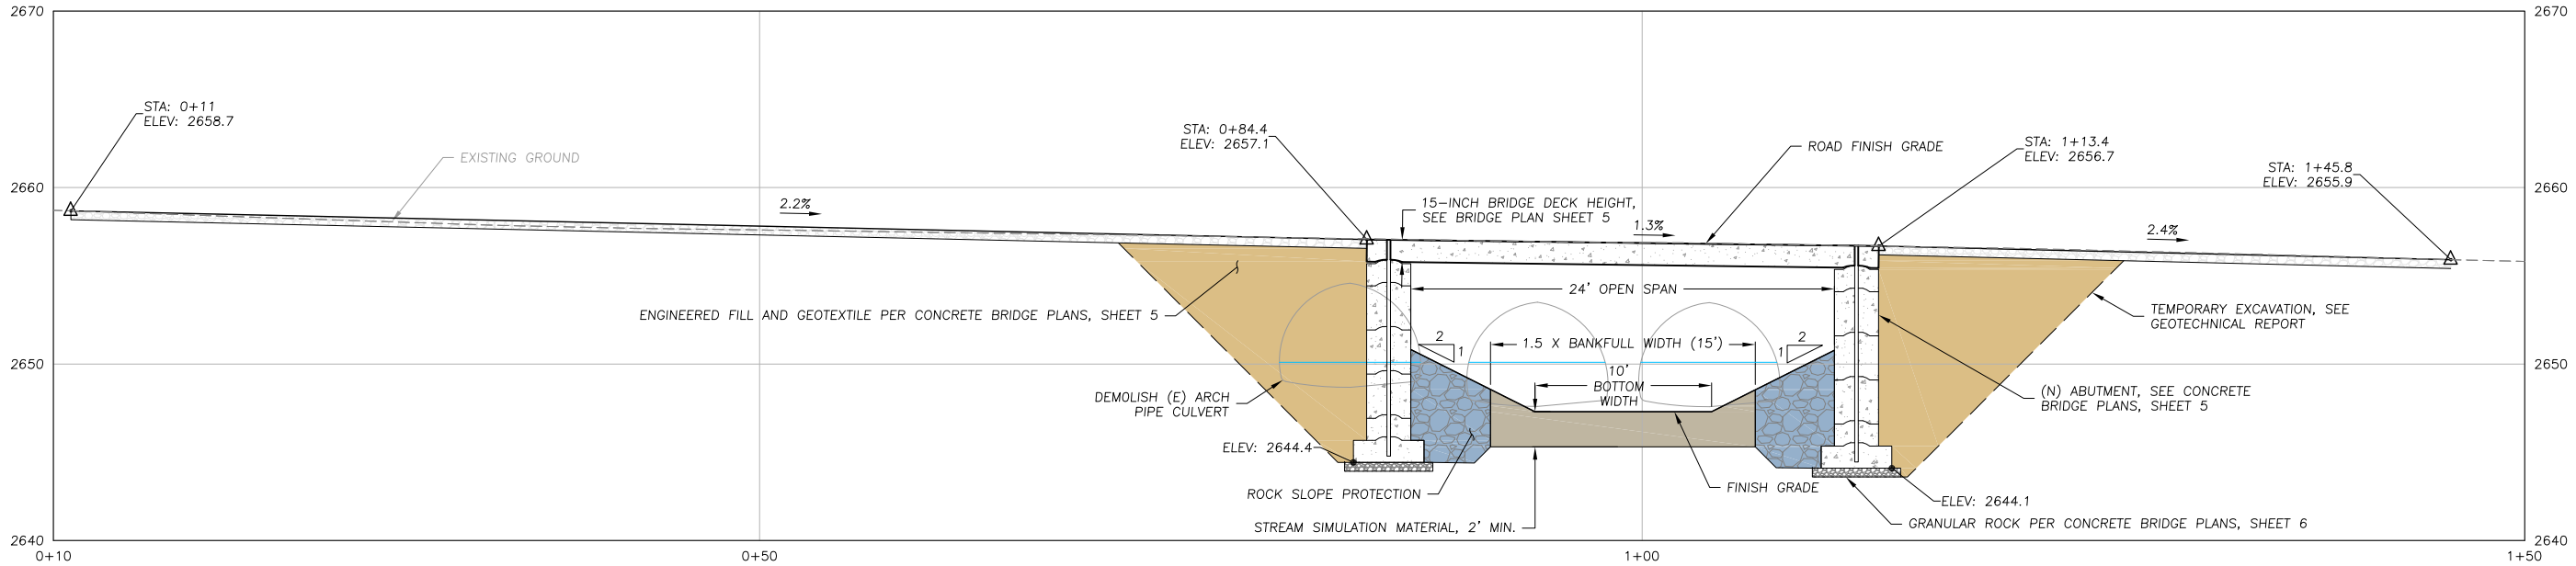 2670
2670
STA: 0+11
ELEV: 2658.7
EXISTING GROUND
STA: 0+84.4
ELEV: 2657.1
ROAD FINISH GRADE
STA: 1+13.4
ELEV: 2656.7
STA: 1+45.8
ELEV: 2655.9
2660
2660
2.2%
15-INCH BRIDGE DECK HEIGHT,
SEE BRIDGE PLAN SHEET 5
1.3%
2.4%
24' OPEN SPAN
ENGINEERED FILL AND GEOTEXTILE PER CONCRETE BRIDGE PLANS, SHEET 5
TEMPORARY EXCAVATION, SEE
GEOTECHNICAL REPORT
2
1
1.5 X BANKFULL WIDTH (15')
2
1
2650
2650
10'
BOTTOM
WIDTH
DEMOLISH (E) ARCH
PIPE CULVERT
(N) ABUTMENT, SEE CONCRETE
BRIDGE PLANS, SHEET 5
ELEV: 2644.4
ROCK SLOPE PROTECTION
FINISH GRADE
ELEV: 2644.1
STREAM SIMULATION MATERIAL, 2' MIN.
GRANULAR ROCK PER CONCRETE BRIDGE PLANS, SHEET 6
2640
2640
0+10
0+50
1+00
1+50